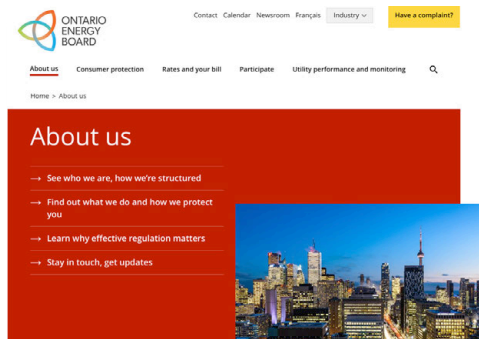 ONTARIO
ENERGY
BOARD
Contact Calendar Newsroom Français Industry Have a complaint?
About us Consumer protection Rates and your bill Participate Utility performance and monitoring
Home > About us
About us
→ See who we are, how we're structured
→ Find out what we do and how we protect
you
→ Learn why effective regulation matters
→ Stay in touch, get updates